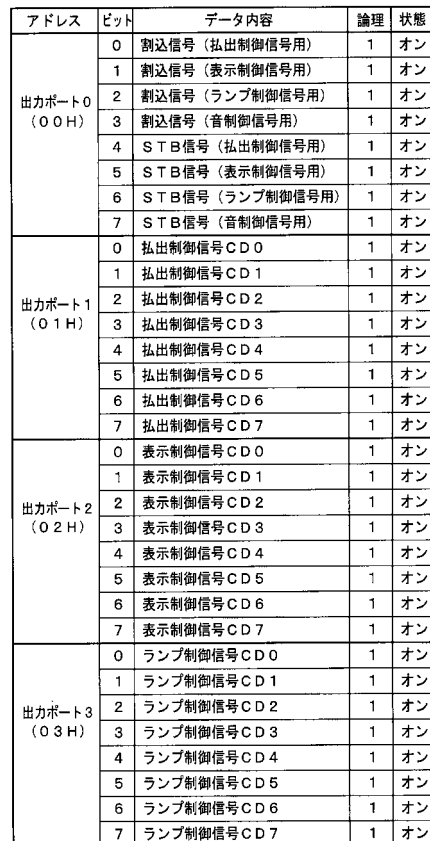 アドレス ビット データ内容 論理 状態
出力ポート0
(00H)
0 割込信号(払出制御信号用) 1 オン
1 割込信号(表示制御信号用) 1 オン
2 割込信号(ランプ制御信号用) 1 オン
3 割込信号(音制御信号用) 1 オン
4 STB信号(払出制御信号用) 1 オン
5 STB信号(表示制御信号用) 1 オン
6 STB信号(ランプ制御信号用) 1 オン
7 STB信号(音制御信号用) 1 オン
出力ポート1
(01H)
0 払出制御信号CD0 1 オン
1 払出制御信号CD1 1 オン
2 払出制御信号CD2 1 オン
3 払出制御信号CD3 1 オン
4 払出制御信号CD4 1 オン
5 払出制御信号CD5 1 オン
6 払出制御信号CD6 1 オン
7 払出制御信号CD7 1 オン
出力ポート2
(02H)
0 表示制御信号CD0 1 オン
1 表示制御信号CD1 1 オン
2 表示制御信号CD2 1 オン
3 表示制御信号CD3 1 オン
4 表示制御信号CD4 1 オン
5 表示制御信号CD5 1 オン
6 表示制御信号CD6 1 オン
7 表示制御信号CD7 1 オン
出力ポート3
(03H)
0 ランプ制御信号CD0 1 オン
1 ランプ制御信号CD1 1 オン
2 ランプ制御信号CD2 1 オン
3 ランプ制御信号CD3 1 オン
4 ランプ制御信号CD4 1 オン
5 ランプ制御信号CD5 1 オン
6 ランプ制御信号CD6 1 オン
7 ランプ制御信号CD7 1 オン